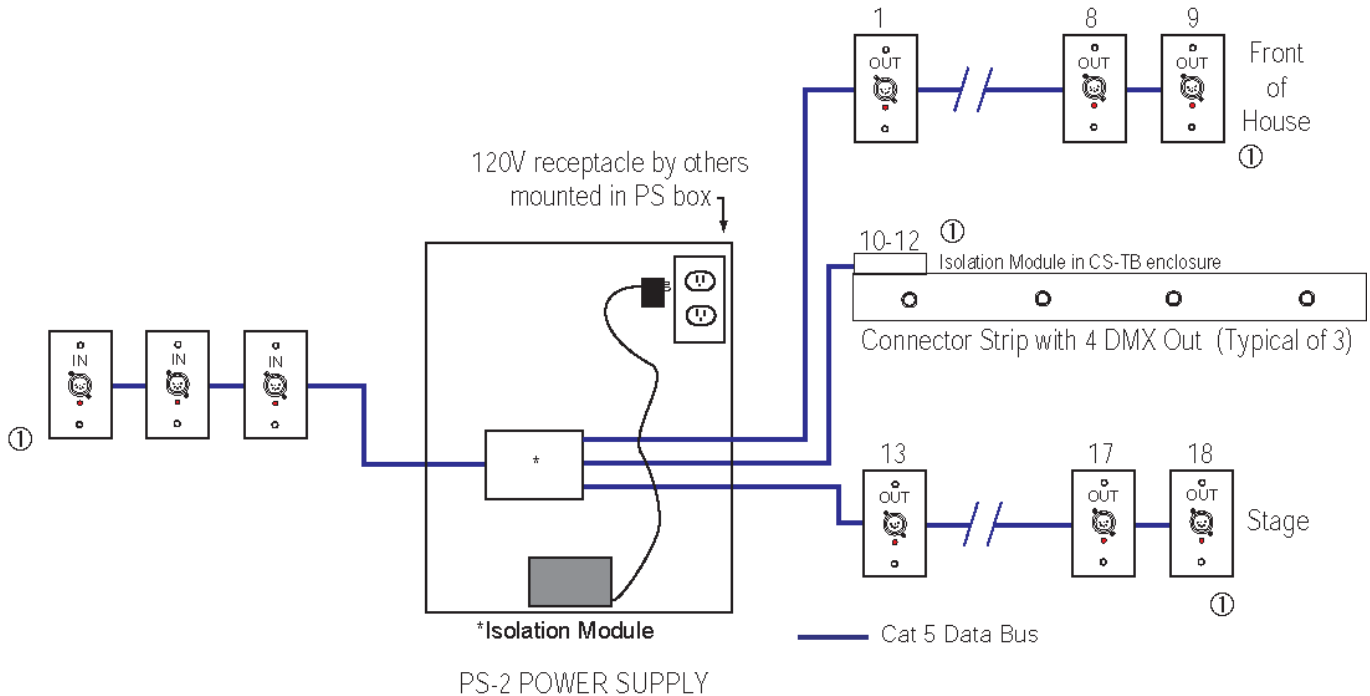 1
8
9
OUT
OUT
OUT
Front
of
House
①
120V receptacle by others
mounted in PS box
10-12
①
Isolation Module in CS-TB enclosure
Connector Strip with 4 DMX Out (Typical of 3)
IN
IN
IN
①
*
13
17
18
OUT
OUT
OUT
Stage
①
*Isolation Module
Cat 5 Data Bus
PS-2 POWER SUPPLY